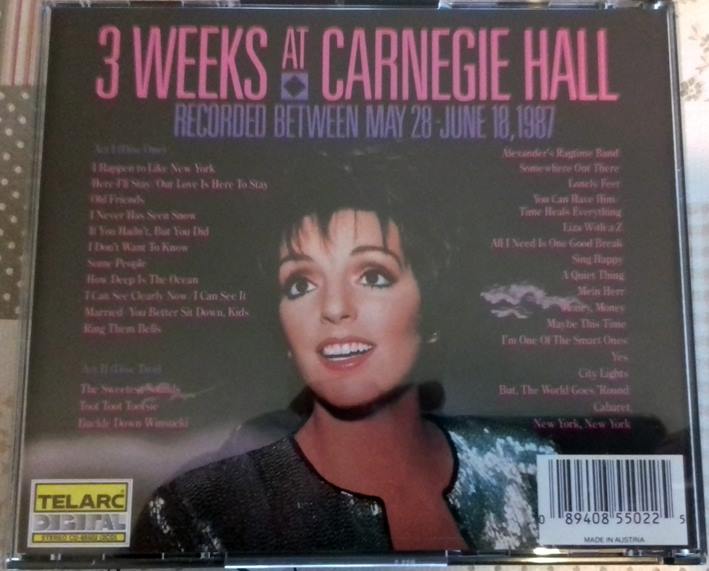 3 WEEKS AT CARNEGIE HALL
RECORDED BETWEEN MAY 28 - JUNE 18, 1987
Act I (Disc One)
I Happen to Like New York
Here I'll Stay/Our Love Is Here To Stay
Old Friends
I Never Has Seen Snow
If You Hadn't, But You Did
I Don't Want To Know
Some People
How Deep Is The Ocean
I Can See Clearly Now/I Can See It
Married/You Better Sit Down, Kids
Ring Them Bells
Act II (Disc Two)
The Sweetest Sounds
Toot Toot Tootsie
Buckle Down Winsocki
Alexander's Ragtime Band
Somewhere Out There
Lonely Feet
You Can Have Him/
Time Heals Everything
Liza With a Z
All I Need Is One Good Break
Sing Happy
A Quiet Thing
Mein Herr
Money, Money
Maybe This Time
I'm One Of The Smart Ones
Yes
City Lights
But, The World Goes 'Round
Cabaret
New York, New York
TELARC
DIGITAL
STEREO
0 89408 55022 5
MADE IN AUSTRIA